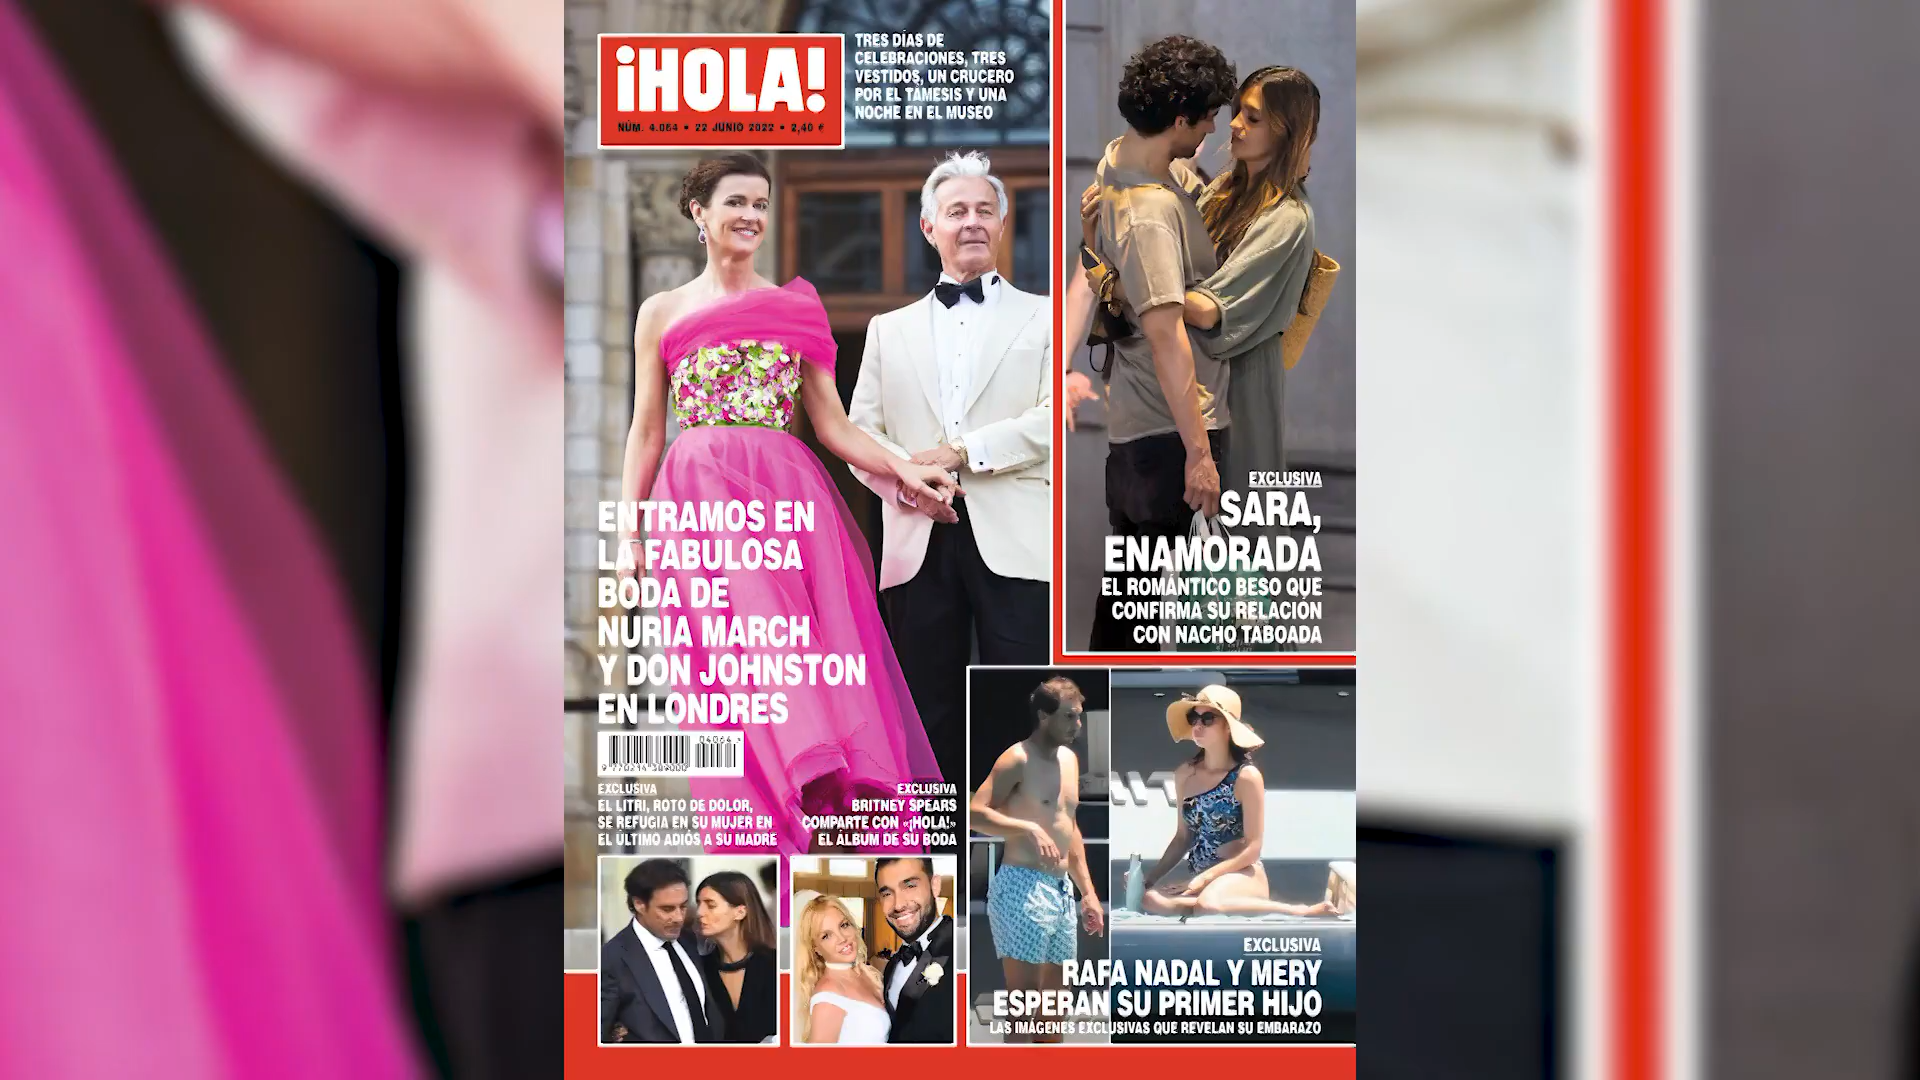 ¡HOLA!
NÚM. 4.064 • 22 JUNIO 2022 • 2,40 €
TRES DÍAS DE
CELEBRACIONES, TRES
VESTIDOS, UN CRUCERO
POR EL TÁMESIS Y UNA
NOCHE EN EL MUSEO
EXCLUSIVA
SARA,
ENAMORADA
EL ROMÁNTICO BESO QUE
CONFIRMA SU RELACIÓN
CON NACHO TABOADA
ENTRAMOS EN
LA FABULOSA
BODA DE
NURIA MARCH
Y DON JOHNSTON
EN LONDRES
04064
9 770214 389000
EXCLUSIVA
EL LITRI, ROTO DE DOLOR,
SE REFUGIA EN SU MUJER EN
EL ÚLTIMO ADIÓS A SU MADRE
EXCLUSIVA
BRITNEY SPEARS
COMPARTE CON «¡HOLA!»
EL ÁLBUM DE SU BODA
EXCLUSIVA
RAFA NADAL Y MERY
ESPERAN SU PRIMER HIJO
LAS IMÁGENES EXCLUSIVAS QUE REVELAN SU EMBARAZO